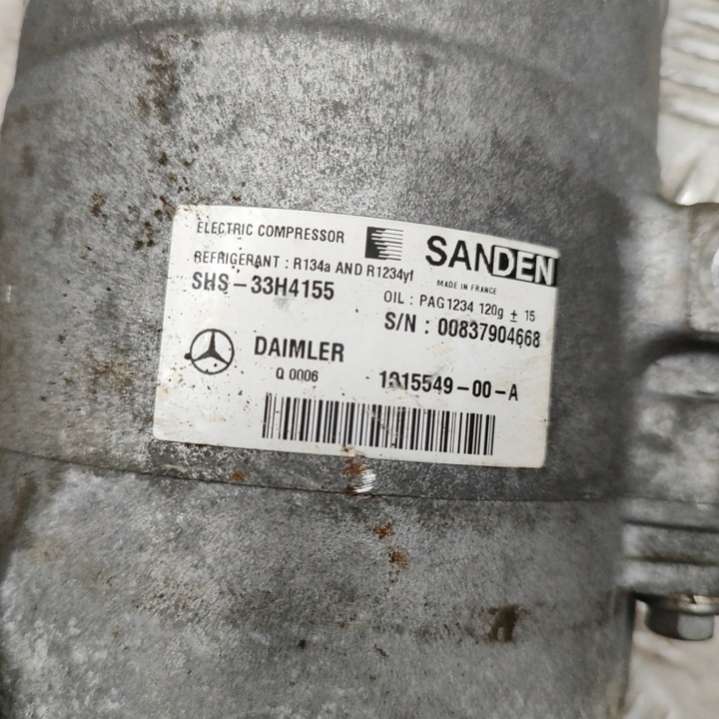 ELECTRIC COMPRESSOR
SANDEN
REFRIGERANT : R134a AND R1234yf
MADE IN FRANCE
SHS-33H4155
OIL : PAG1234 120g ± 15
S/N : 00837904668
DAIMLER
Q 0006
1015549-00-A